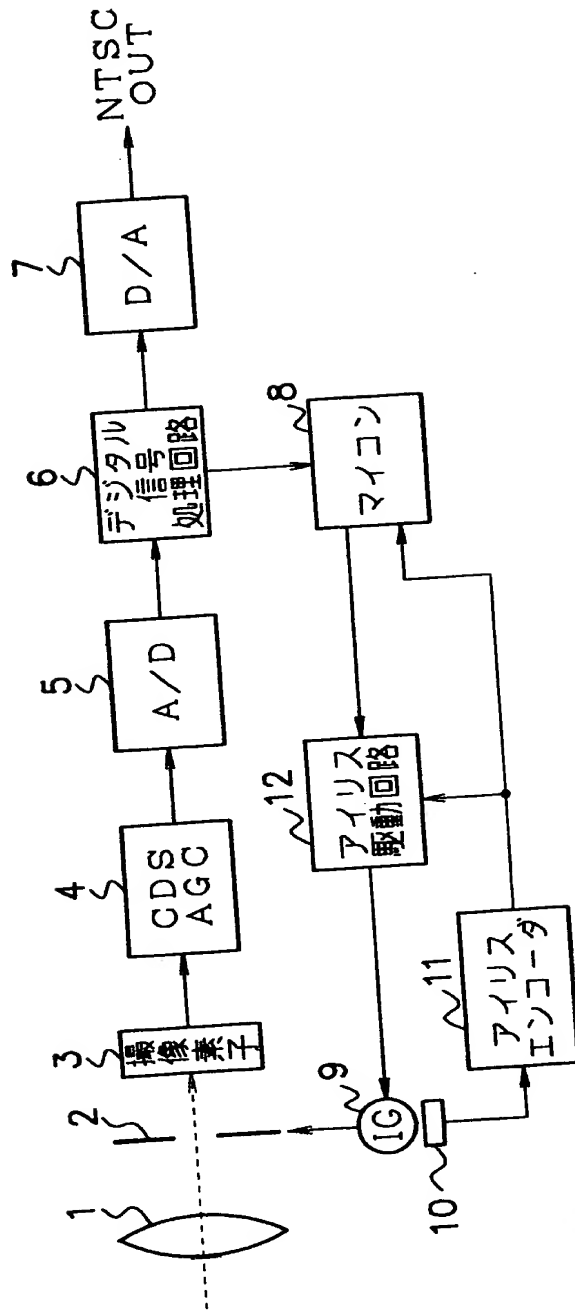 1
2
3
撮像素子
4
CDS
AGC
5
A/D
6
デジタル
信号
処理回路
7
D/A
NTSC
OUT
8
マイコン
12
アイリス
駆動回路
9
IG
10
11
アイリス
エンコーダ